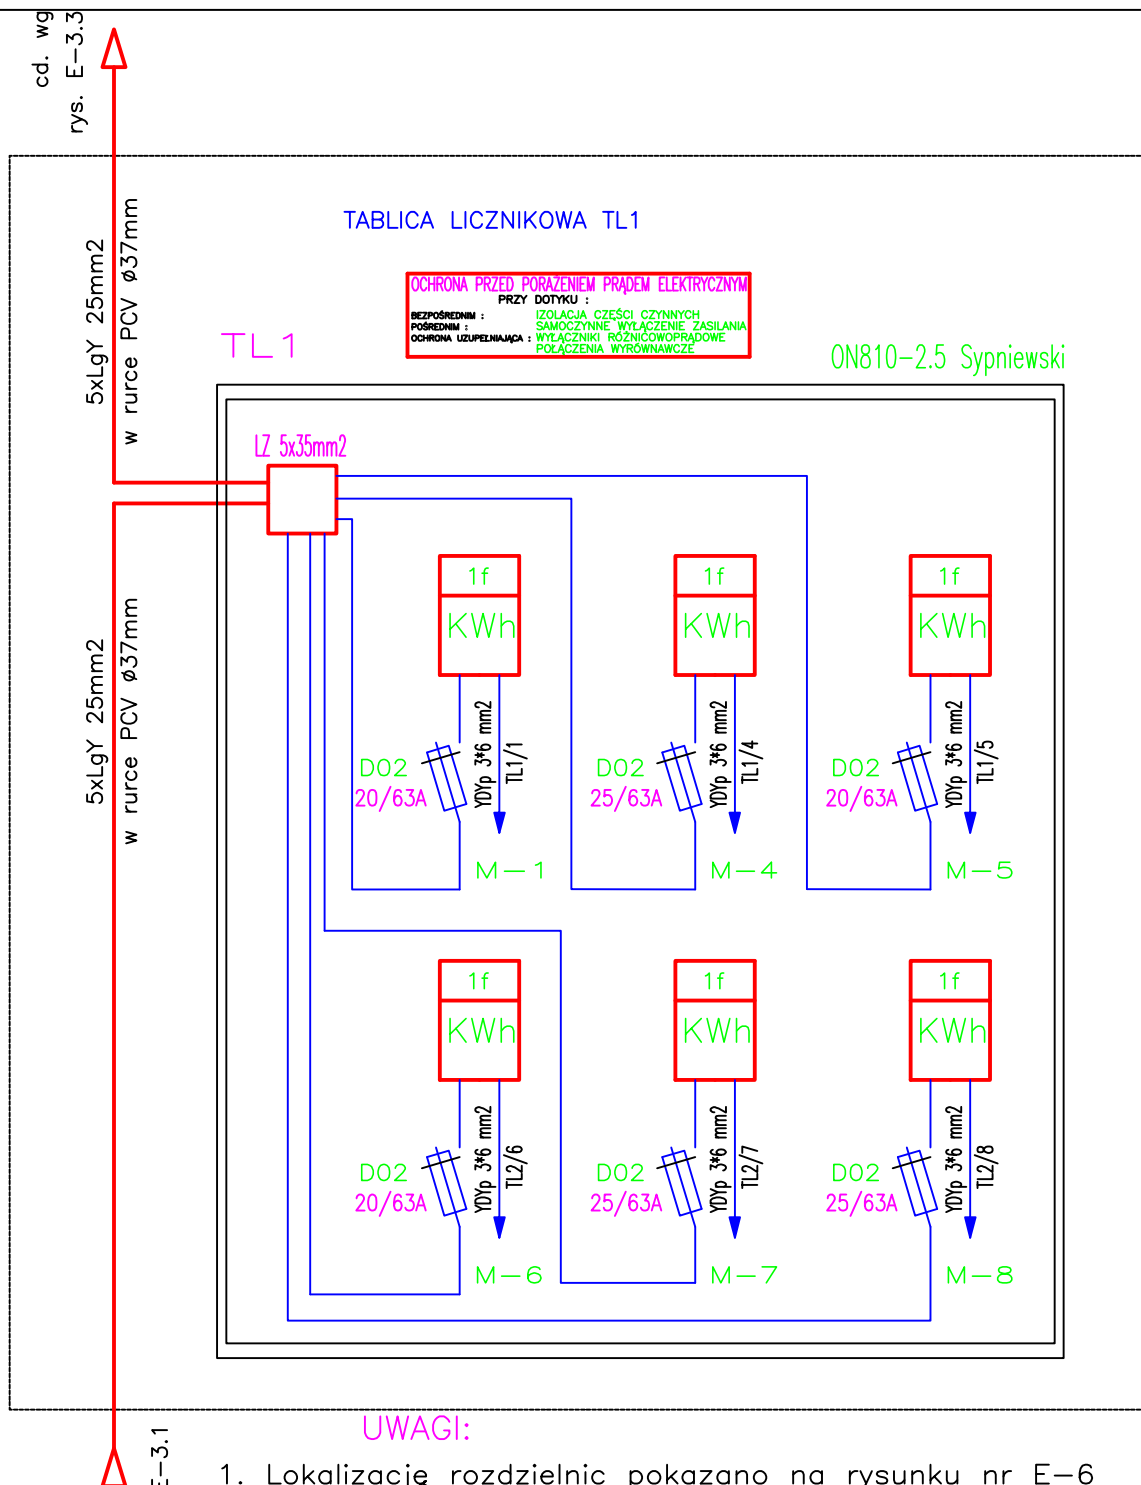 cd. wg
rys. E-3.3
5xLgY 25mm2
w rurce PCV ø37mm
TABLICA LICZNIKOWA TL1
OCHRONA PRZED PORAŻENIEM PRĄDEM ELEKTRYCZNYM
PRZY DOTYKU :
BEZPOŚREDNIM : IZOLACJA CZĘŚCI CZYNNYCH
POŚREDNIM : SAMOCZYNNE WYŁĄCZENIE ZASILANIA
OCHRONA UZUPEŁNIAJĄCA : WYŁĄCZNIKI RÓŻNICOWOPRĄDOWE
POŁĄCZENIA WYRÓWNAWCZE
TL1
ON810-2.5 Sypniewski
LZ 5x35mm2
5xLgY 25mm2
w rurce PCV ø37mm
1f
KWh
DO2
20/63A
YDYp 3*6 mm2
TL1/1
M-1
1f
KWh
DO2
25/63A
YDYp 3*6 mm2
TL1/4
M-4
1f
KWh
DO2
20/63A
YDYp 3*6 mm2
TL1/5
M-5
1f
KWh
DO2
20/63A
YDYp 3*6 mm2
TL2/6
M-6
1f
KWh
DO2
25/63A
YDYp 3*6 mm2
TL2/7
M-7
1f
KWh
DO2
25/63A
YDYp 3*6 mm2
TL2/8
M-8
E-3.1
UWAGI:
1. Lokalizację rozdzielnic pokazano na rysunku nr E-6